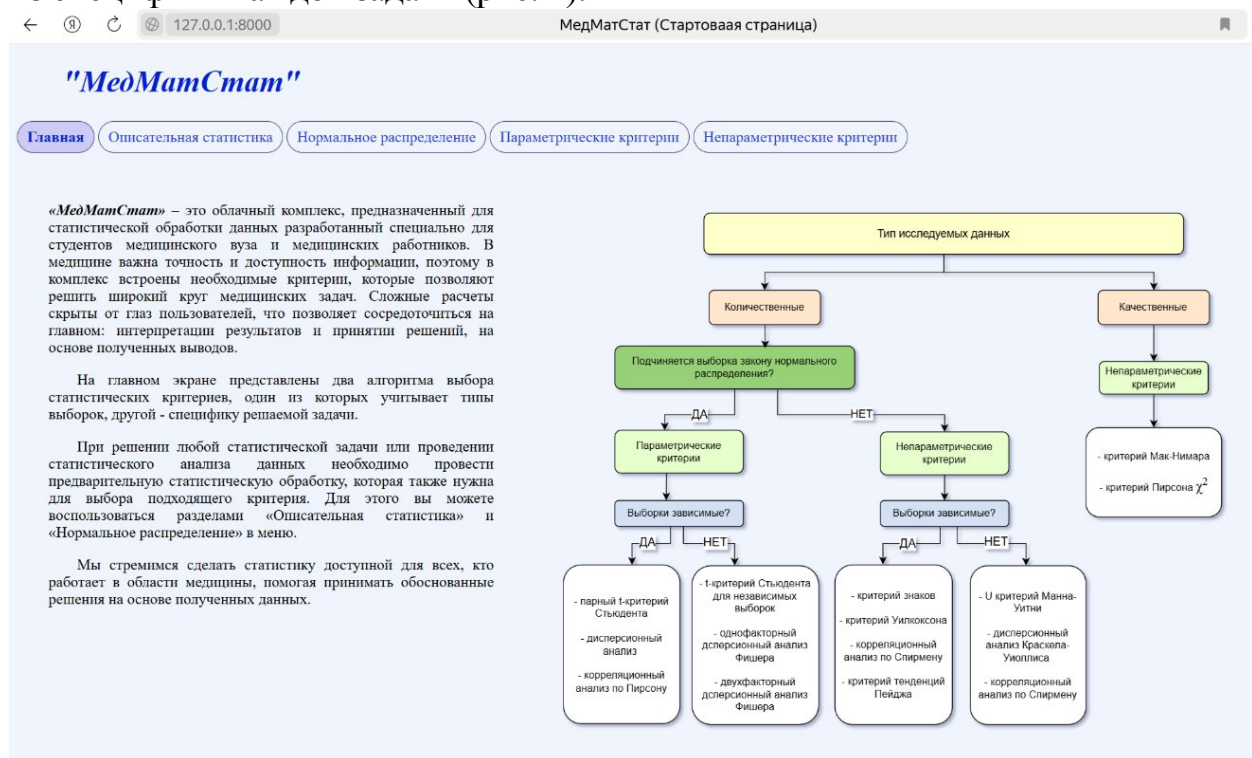 127.0.0.1:8000
МедМатСтат (Стартоваая страница)
"МедМатСтат"
Главная
Описательная статистика
Нормальное распределение
Параметрические критерии
Непараметрические критерии
«МедМатСтат» – это облачный комплекс, предназначенный для
статистической обработки данных разработанный специально для
студентов медицинского вуза и медицинских работников. В
медицине важна точность и доступность информации, поэтому в
комплекс встроены необходимые критерии, которые позволяют
решить широкий круг медицинских задач. Сложные расчеты
скрыты от глаз пользователей, что позволяет сосредоточиться на
главном: интерпретации результатов и принятии решений, на
основе полученных выводов.
На главном экране представлены два алгоритма выбора
статистических критериев, один из которых учитывает типы
выборок, другой - специфику решаемой задачи.
При решении любой статистической задачи или проведении
статистического анализа данных необходимо провести
предварительную статистическую обработку, которая также нужна
для выбора подходящего критерия. Для этого вы можете
воспользоваться разделами «Описательная статистика» и
«Нормальное распределение» в меню.
Мы стремимся сделать статистику доступной для всех, кто
работает в области медицины, помогая принимать обоснованные
решения на основе полученных данных.
Тип исследуемых данных
Количественные
Качественные
Подчиняется выборка закону нормального
распределения?
Непараметрические
критерии
ДА
НЕТ
Параметрические
критерии
Непараметрические
критерии
- критерий Мак-Нимара
- критерий Пирсона χ²
Выборки зависимые?
Выборки зависимые?
ДА
НЕТ
ДА
НЕТ
- парный t-критерий
Стьюдента
- дисперсионный
анализ
- корреляционный
анализ по Пирсону
- t-критерий Стьюдента
для независимых
выборок
- однофакторный
дсперсионный анализ
Фишера
- двухфакторный
дсперсионный анализ
Фишера
- критерий знаков
- критерий Уилкоксона
- корреляционный
анализ по Спирмену
- критерий тенденций
Пейджа
- U критерий Манна-
Уитни
- дисперсионный
анализ Краскела-
Уиоллиса
- корреляционный
анализ по Спирмену